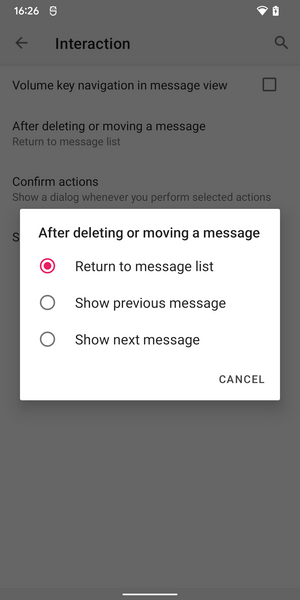 16:26
Interaction
Volume key navigation in message view
After deleting or moving a message
Return to message list
Confirm actions
Show a dialog whenever you perform selected actions
S
After deleting or moving a message
Return to message list
Show previous message
Show next message
CANCEL